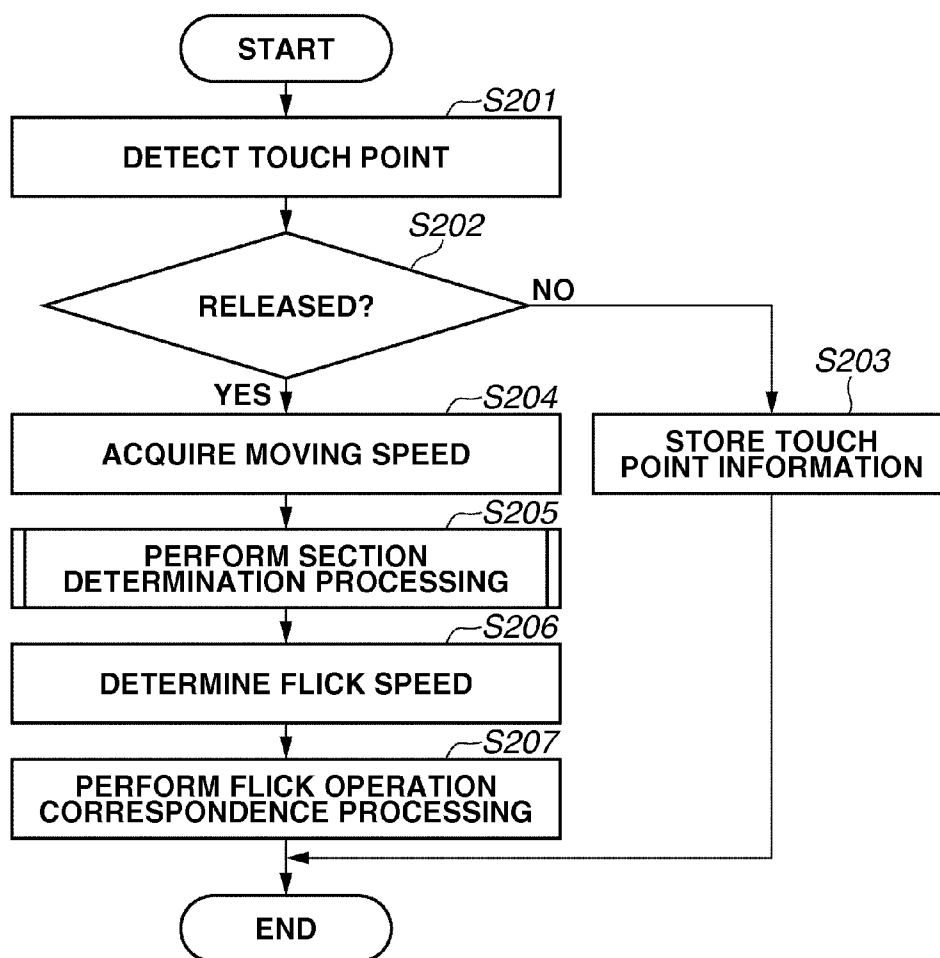 START
S201
DETECT TOUCH POINT
S202
RELEASED?
NO
YES
S203
STORE TOUCH
POINT INFORMATION
S204
ACQUIRE MOVING SPEED
S205
PERFORM SECTION
DETERMINATION PROCESSING
S206
DETERMINE FLICK SPEED
S207
PERFORM FLICK OPERATION
CORRESPONDENCE PROCESSING
END